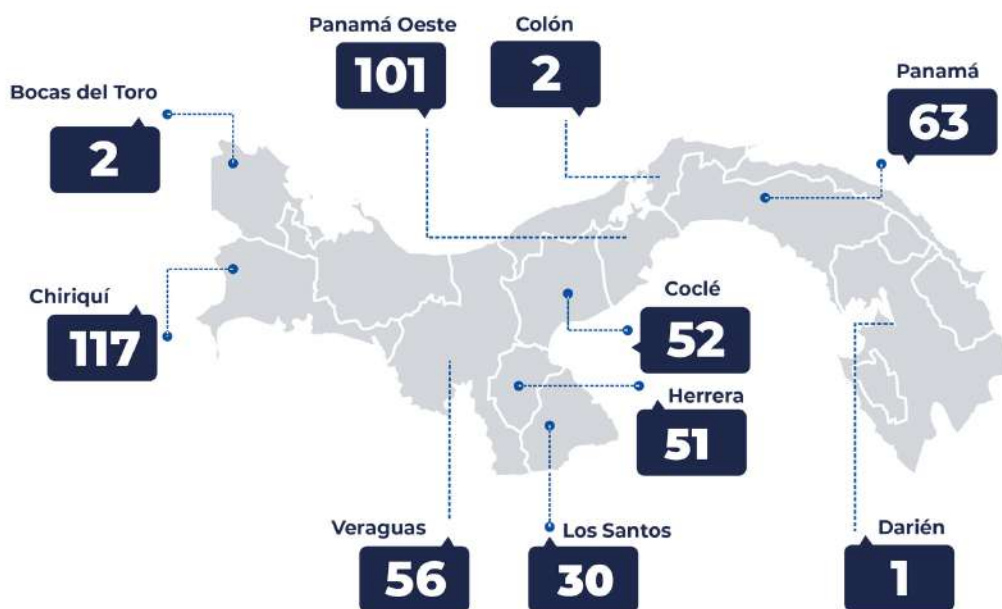 Panamá Oeste
101
Colón
2
Panamá
63
Bocas del Toro
2
Chiriquí
117
Coclé
52
Herrera
51
Veraguas
56
Los Santos
30
Darién
1